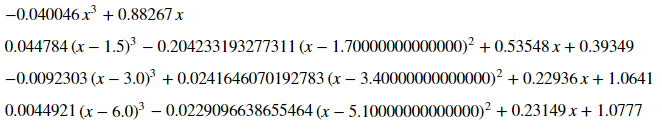 −0.040046 x³ + 0.88267 x
0.044784 (x − 1.5)³ − 0.204233193277311 (x − 1.70000000000000)² + 0.53548 x + 0.39349
−0.0092303 (x − 3.0)³ + 0.0241646070192783 (x − 3.40000000000000)² + 0.22936 x + 1.0641
0.0044921 (x − 6.0)³ − 0.0229096638655464 (x − 5.10000000000000)² + 0.23149 x + 1.0777